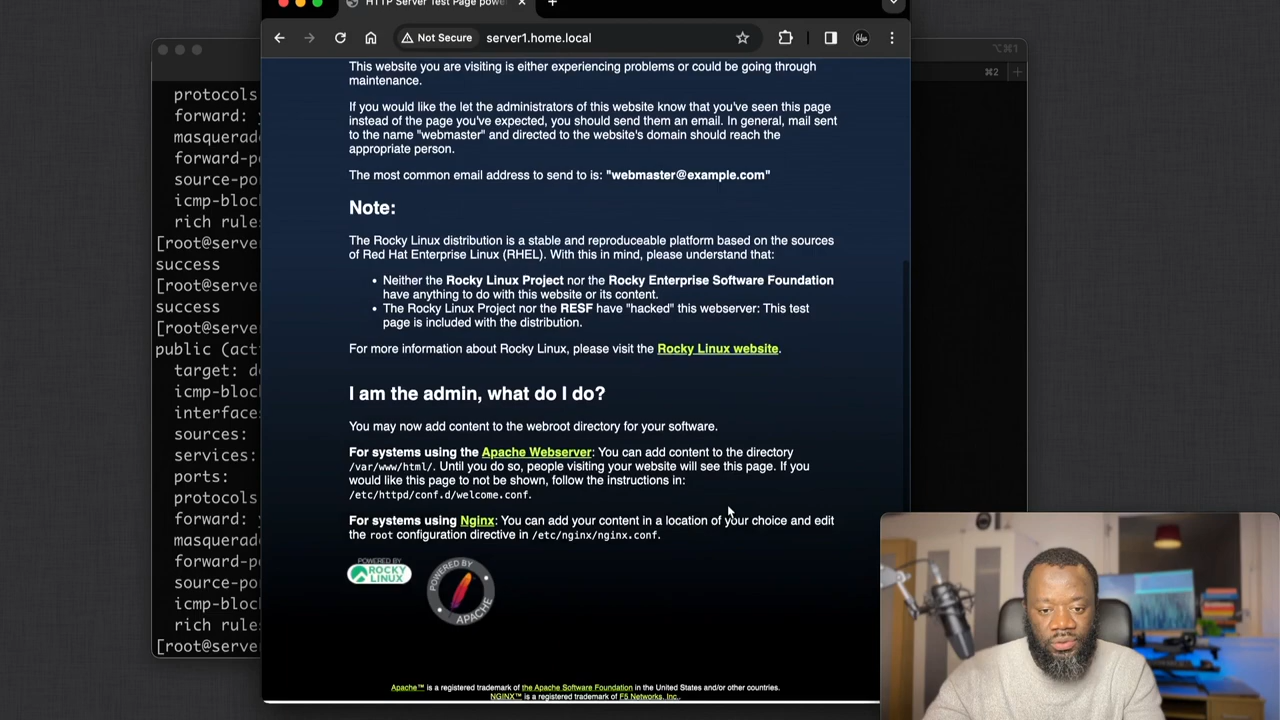 HTTP Server Test Page powe
Not Secure
server1.home.local
⌥⌘1
⌘2
protocols
forward:
masquerade
forward-po
source-po
icmp-bloc
rich rules
[root@serve
success
[root@serve
success
[root@serve
public (act
target: de
icmp-bloc
interfaces
sources:
services:
ports:
protocols
forward:
masquerade
forward-po
source-po
icmp-bloc
rich rule
[root@serve
This website you are visiting is either experiencing problems or could be going through
maintenance.
If you would like the let the administrators of this website know that you've seen this page
instead of the page you've expected, you should send them an email. In general, mail sent
to the name "webmaster" and directed to the website's domain should reach the
appropriate person.
The most common email address to send to is: "webmaster@example.com"
Note:
The Rocky Linux distribution is a stable and reproduceable platform based on the sources
of Red Hat Enterprise Linux (RHEL). With this in mind, please understand that:
• Neither the Rocky Linux Project nor the Rocky Enterprise Software Foundation
have anything to do with this website or its content.
• The Rocky Linux Project nor the RESF have "hacked" this webserver: This test
page is included with the distribution.
For more information about Rocky Linux, please visit the Rocky Linux website.
I am the admin, what do I do?
You may now add content to the webroot directory for your software.
For systems using the Apache Webserver: You can add content to the directory
/var/www/html/. Until you do so, people visiting your website will see this page. If you
would like this page to not be shown, follow the instructions in:
/etc/httpd/conf.d/welcome.conf.
For systems using Nginx: You can add your content in a location of your choice and edit
the root configuration directive in /etc/nginx/nginx.conf.
POWERED BY
ROCKY
LINUX
POWERED BY
APACHE
Apache™ is a registered trademark of the Apache Software Foundation in the United States and/or other countries.
NGINX™ is a registered trademark of F5 Networks, Inc..